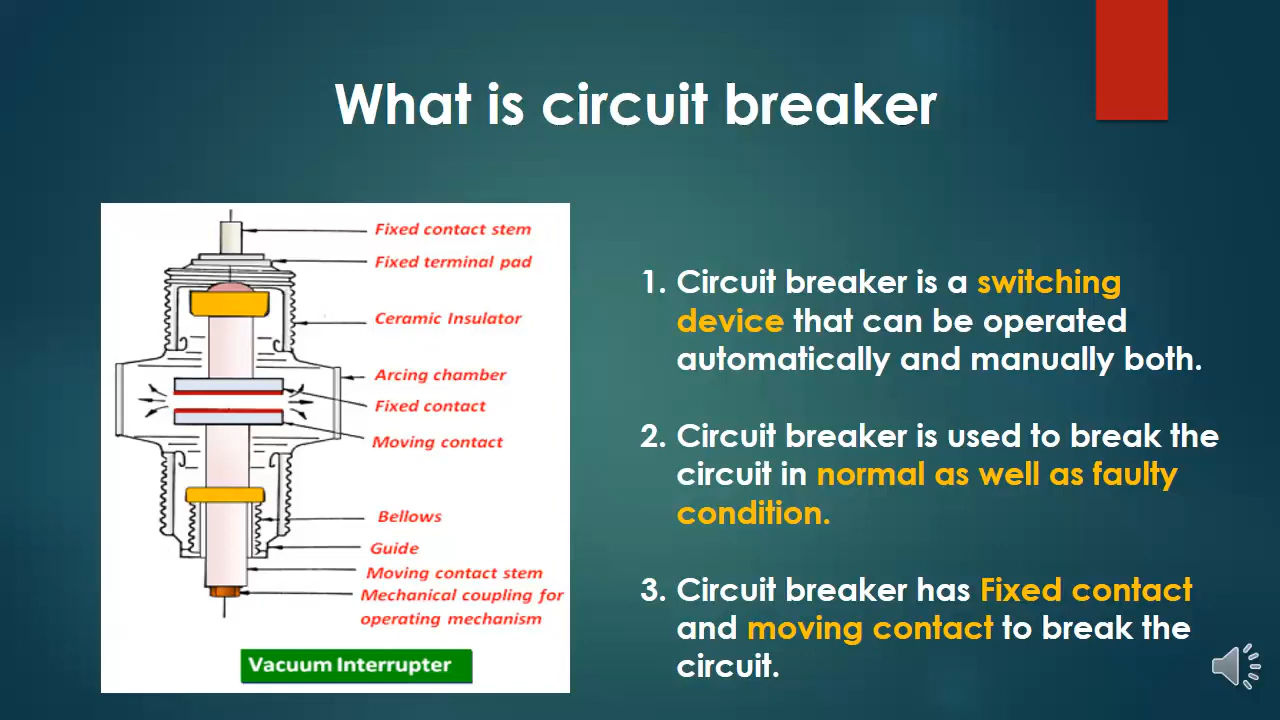 What is circuit breaker
Fixed contact stem
Fixed terminal pad
Ceramic Insulator
Arcing chamber
Fixed contact
Moving contact
Bellows
Guide
Moving contact stem
Mechanical coupling for
operating mechanism
Vacuum Interrupter
1. Circuit breaker is a switching
device that can be operated
automatically and manually both.
2. Circuit breaker is used to break the
circuit in normal as well as faulty
condition.
3. Circuit breaker has Fixed contact
and moving contact to break the
circuit.